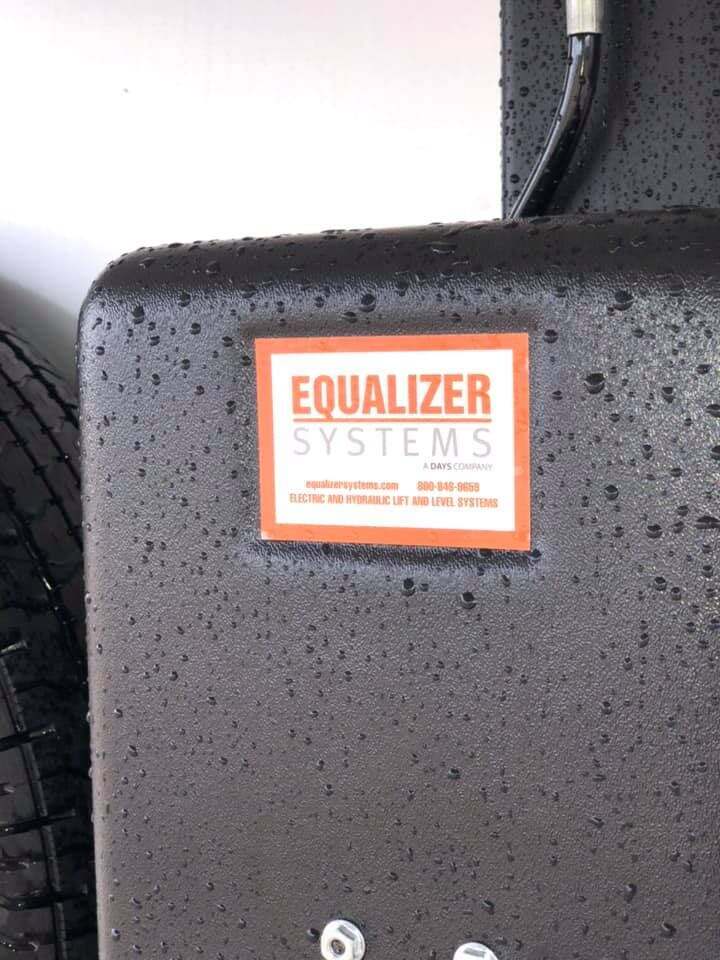 EQUALIZER
SYSTEMS
A DAYS COMPANY
equalizersystems.com 800-846-9659
ELECTRIC AND HYDRAULIC LIFT AND LEVEL SYSTEMS